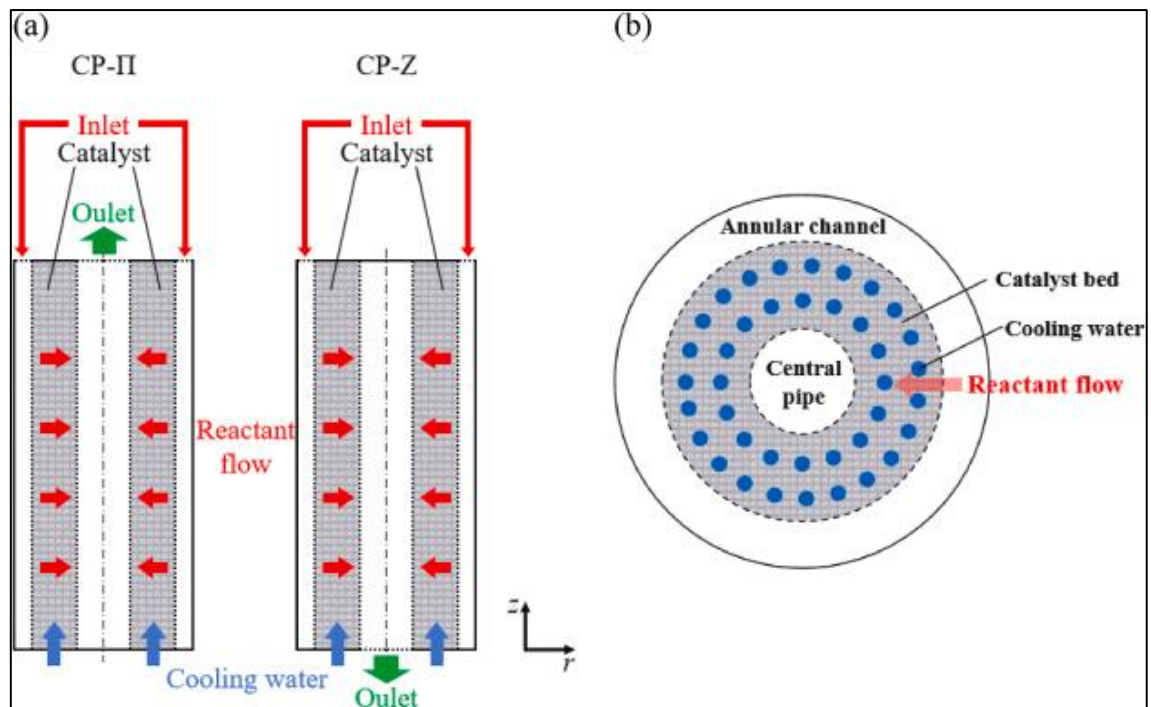 (a)
CP-Π
CP-Z
Inlet
Catalyst
Oulet
Inlet
Catalyst
Reactant
flow
Cooling water
Oulet
z
r
(b)
Annular channel
Catalyst bed
Cooling water
Central
pipe
Reactant flow